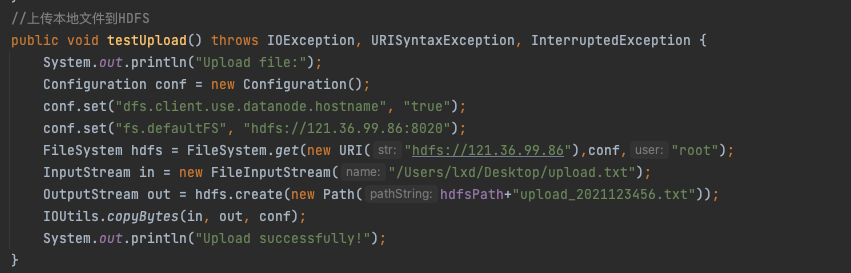 //上传本地文件到HDFS
public void testUpload() throws IOException, URISyntaxException, InterruptedException {
    System.out.println("Upload file:");
    Configuration conf = new Configuration();
    conf.set("dfs.client.use.datanode.hostname", "true");
    conf.set("fs.defaultFS", "hdfs://121.36.99.86:8020");
    FileSystem hdfs = FileSystem.get(new URI( str: "hdfs://121.36.99.86"),conf, user: "root");
    InputStream in = new FileInputStream( name: "/Users/lxd/Desktop/upload.txt");
    OutputStream out = hdfs.create(new Path( pathString: hdfsPath+"upload_2021123456.txt"));
    IOUtils.copyBytes(in, out, conf);
    System.out.println("Upload successfully!");
}